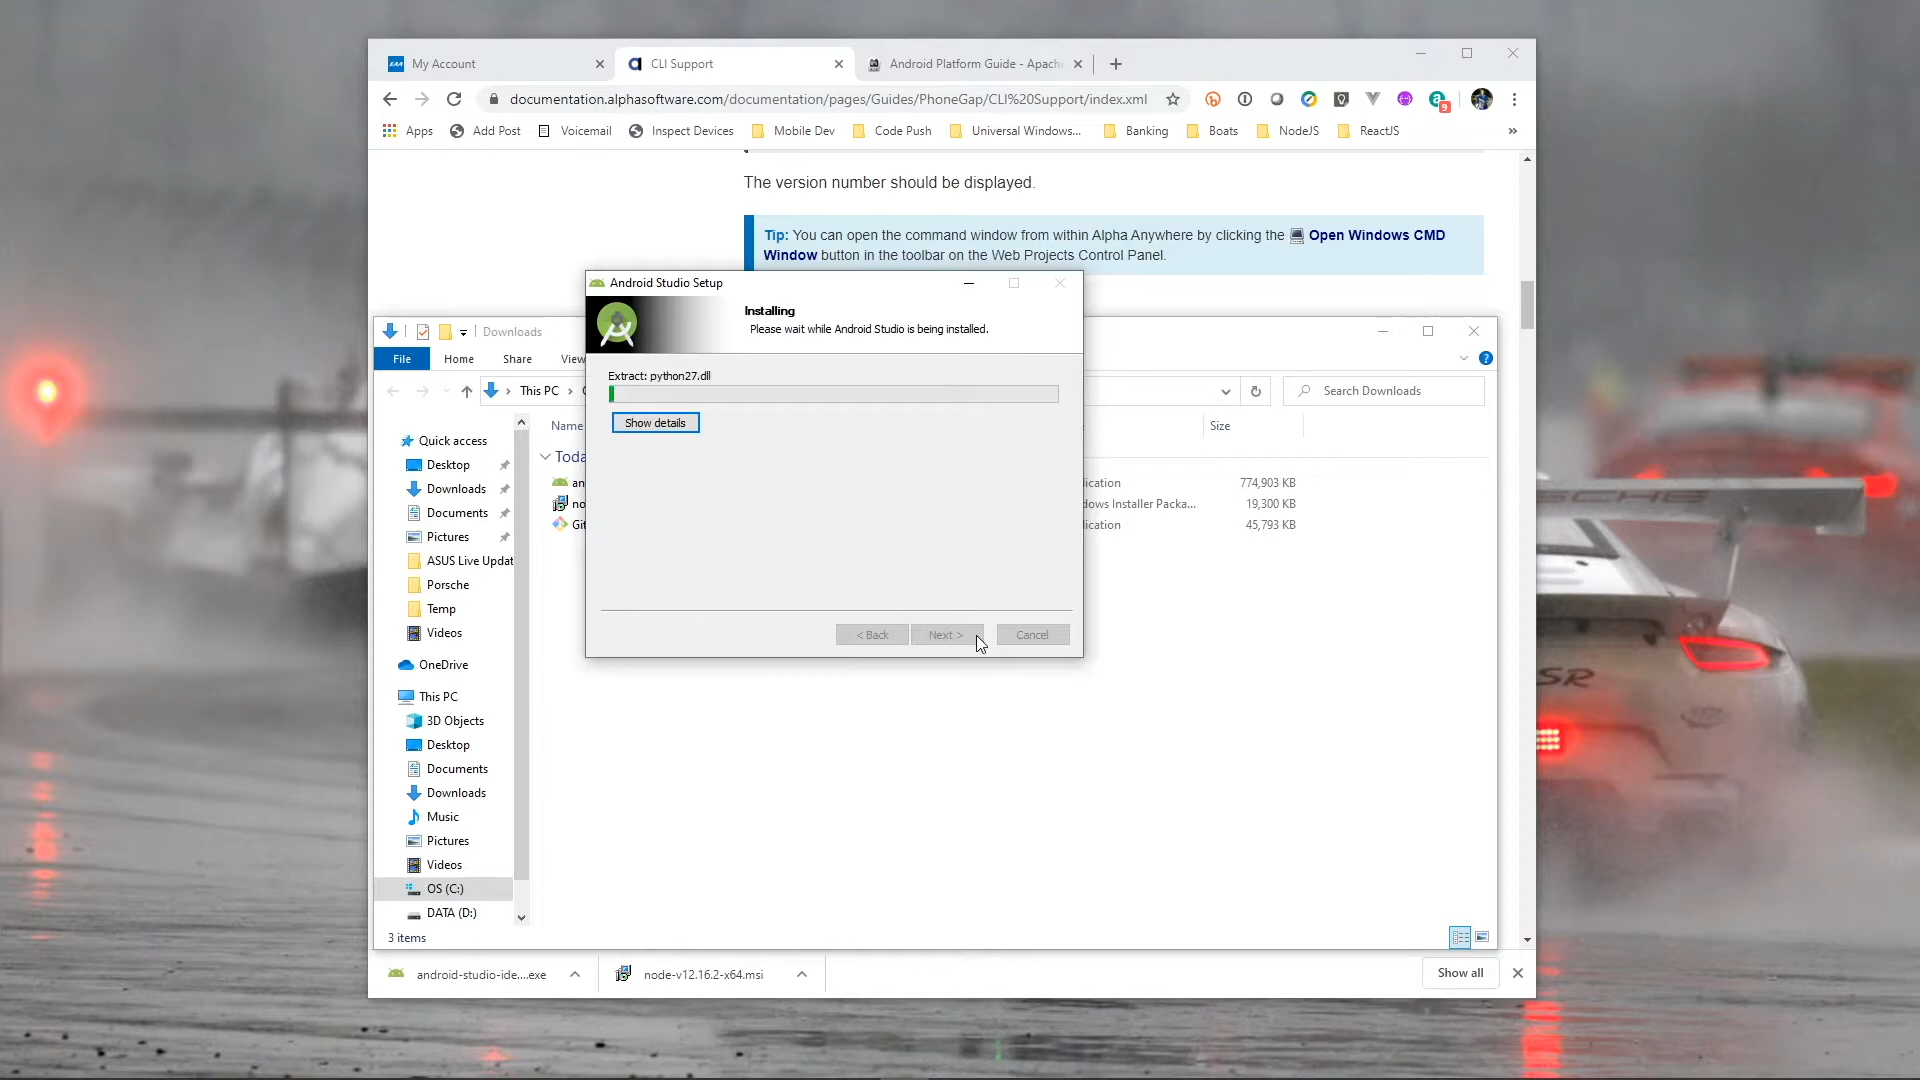 My Account
CLI Support
Android Platform Guide - Apach
documentation.alphasoftware.com/documentation/pages/Guides/PhoneGap/CLI%20Support/index.xml
9
Apps
Add Post
Voicemail
Inspect Devices
Mobile Dev
Code Push
Universal Windows...
Banking
Boats
NodeJS
ReactJS
»
The version number should be displayed.
Tip: You can open the command window from within Alpha Anywhere by clicking the Open Windows CMD
Window button in the toolbar on the Web Projects Control Panel.
Android Studio Setup
Installing
Please wait while Android Studio is being installed.
Extract: python27.dll
Show details
< Back
Next >
Cancel
Downloads
File
Home
Share
View
This PC
Search Downloads
Name
Size
Toda
an
ication
774,903 KB
no
dows Installer Packa...
19,300 KB
Git
ication
45,793 KB
Quick access
Desktop
Downloads
Documents
Pictures
ASUS Live Updat
Porsche
Temp
Videos
OneDrive
This PC
3D Objects
Desktop
Documents
Downloads
Music
Pictures
Videos
OS (C:)
DATA (D:)
3 items
android-studio-ide....exe
node-v12.16.2-x64.msi
Show all
SR